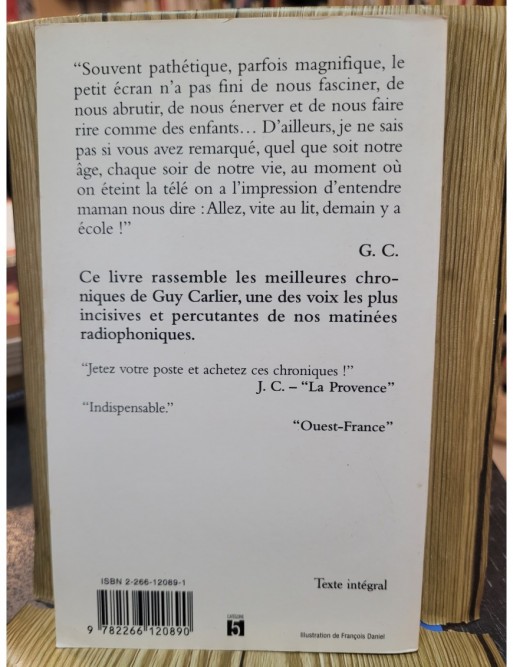 “Souvent pathétique, parfois magnifique, le
petit écran n’a pas fini de nous fasciner, de
nous abrutir, de nous énerver et de nous faire
rire comme des enfants… D’ailleurs, je ne sais
pas si vous avez remarqué, quel que soit notre
âge, chaque soir de notre vie, au moment où
on éteint la télé on a l’impression d’entendre
maman nous dire : Allez, vite au lit, demain y a
école !”
G. C.
Ce livre rassemble les meilleures chro-
niques de Guy Carlier, une des voix les plus
incisives et percutantes de nos matinées
radiophoniques.
“Jetez votre poste et achetez ces chroniques !”
J. C. – “La Provence”
“Indispensable.”
“Ouest-France”
ISBN 2-266-12089-1
Texte intégral
9 782266 120890
catégorie
5
Illustration de François Daniel